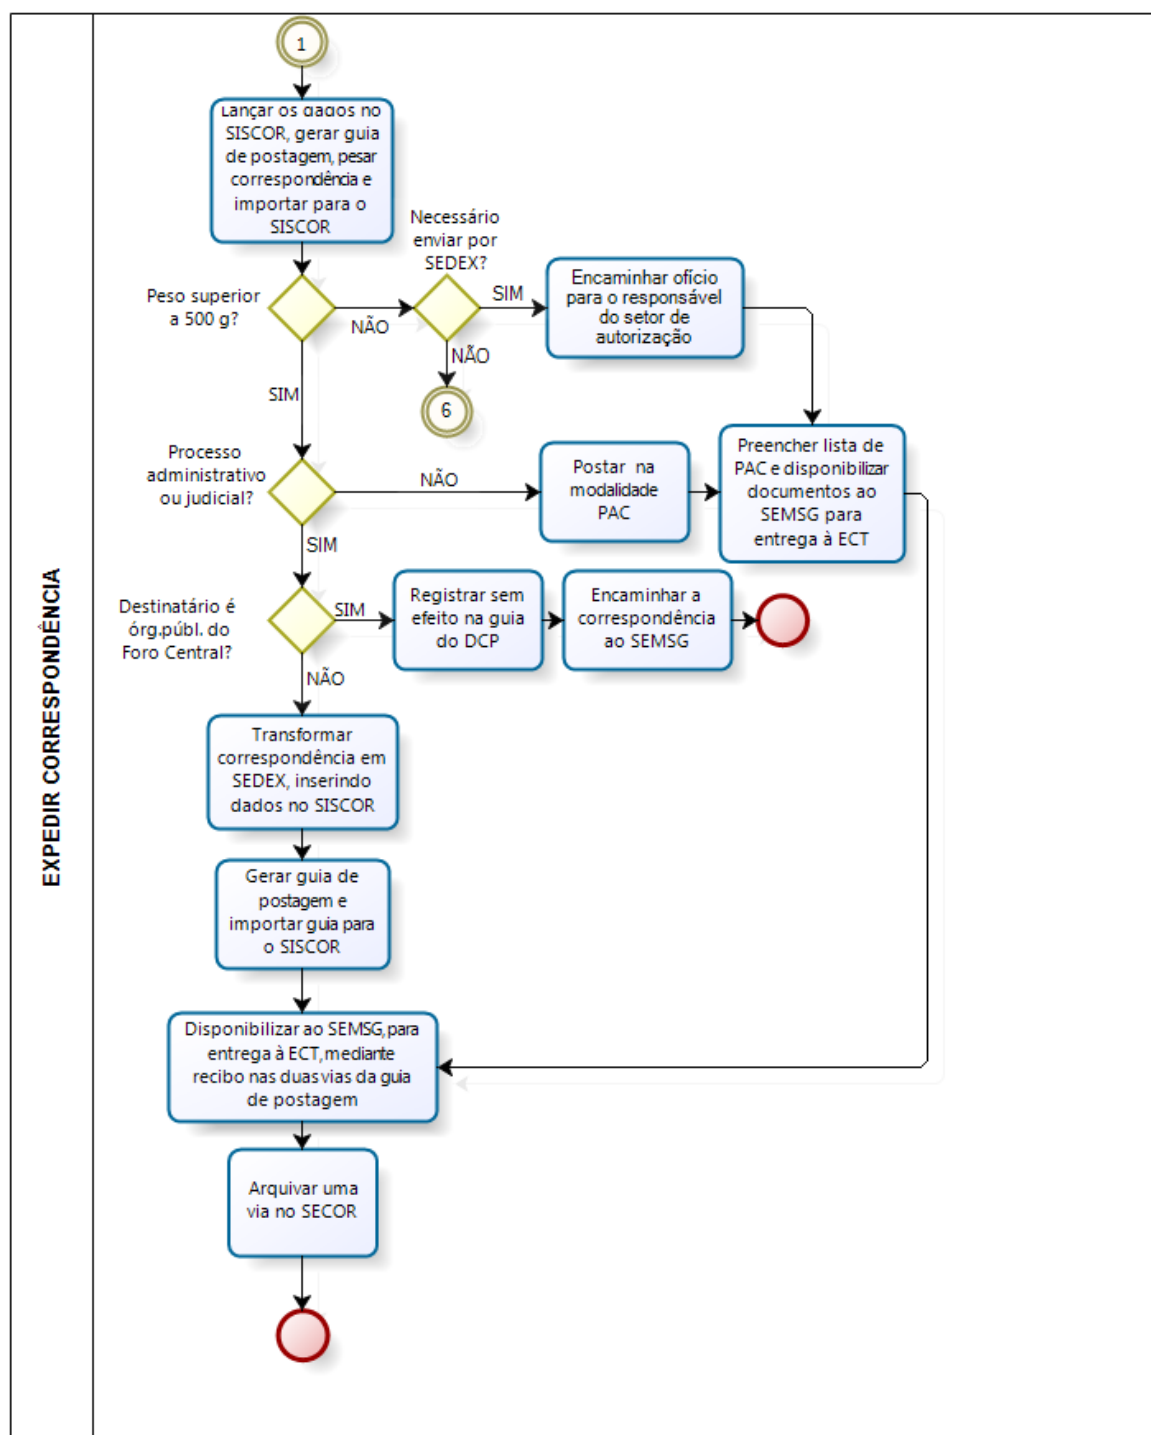 EXPEDIR CORRESPONDÊNCIA
1
Lançar os dados no
SISCOR, gerar guia
de postagem, pesar
correspondência e
importar para o
SISCOR
Necessário
enviar por
SEDEX?
Peso superior
a 500 g?
NÃO
SIM
Encaminhar ofício
para o responsável
do setor de
autorização
NÃO
6
SIM
Processo
administrativo
ou judicial?
NÃO
Postar na
modalidade
PAC
Preencher lista de
PAC e disponibilizar
documentos ao
SEMSG para
entrega à ECT
SIM
Destinatário é
órg.públ. do
Foro Central?
SIM
Registrar sem
efeito na guia
do DCP
Encaminhar a
correspondência
ao SEMSG
NÃO
Transformar
correspondência em
SEDEX, inserindo
dados no SISCOR
Gerar guia de
postagem e
importar guia para
o SISCOR
Disponibilizar ao SEMSG, para
entrega à ECT, mediante
recibo nas duas vias da guia
de postagem
Arquivar uma
via no SECOR